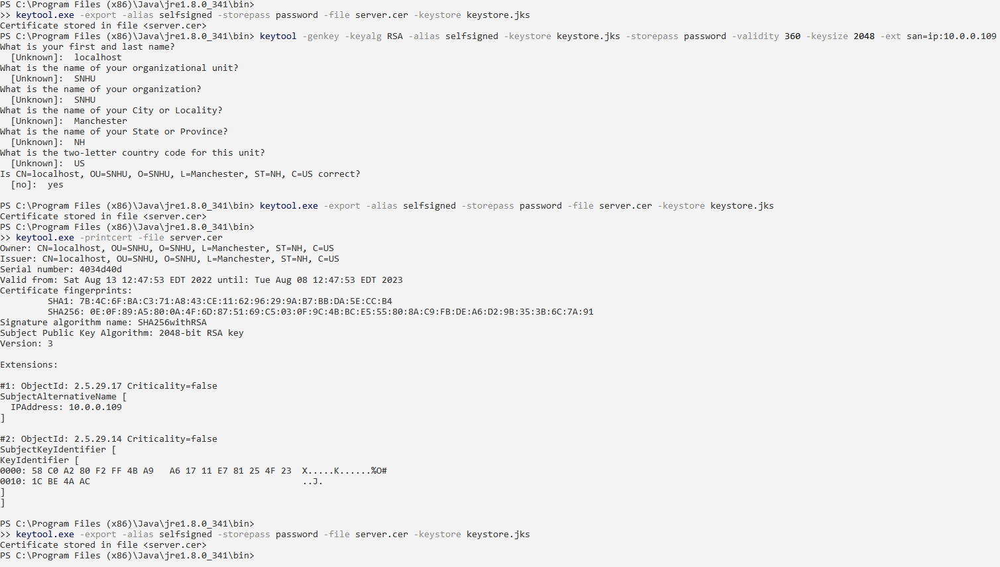 PS C:\Program Files (x86)\Java\jre1.8.0_341\bin>
>> keytool.exe -export -alias selfsigned -storepass password -file server.cer -keystore keystore.jks
Certificate stored in file <server.cer>
PS C:\Program Files (x86)\Java\jre1.8.0_341\bin> keytool -genkey -keyalg RSA -alias selfsigned -keystore keystore.jks -storepass password -validity 360 -keysize 2048 -ext san=ip:10.0.0.109
What is your first and last name?
  [Unknown]:  localhost
What is the name of your organizational unit?
  [Unknown]:  SNHU
What is the name of your organization?
  [Unknown]:  SNHU
What is the name of your City or Locality?
  [Unknown]:  Manchester
What is the name of your State or Province?
  [Unknown]:  NH
What is the two-letter country code for this unit?
  [Unknown]:  US
Is CN=localhost, OU=SNHU, O=SNHU, L=Manchester, ST=NH, C=US correct?
  [no]:  yes

PS C:\Program Files (x86)\Java\jre1.8.0_341\bin> keytool.exe -export -alias selfsigned -storepass password -file server.cer -keystore keystore.jks
Certificate stored in file <server.cer>
PS C:\Program Files (x86)\Java\jre1.8.0_341\bin>
>> keytool.exe -printcert -file server.cer
Owner: CN=localhost, OU=SNHU, O=SNHU, L=Manchester, ST=NH, C=US
Issuer: CN=localhost, OU=SNHU, O=SNHU, L=Manchester, ST=NH, C=US
Serial number: 4034d40d
Valid from: Sat Aug 13 12:47:53 EDT 2022 until: Tue Aug 08 12:47:53 EDT 2023
Certificate fingerprints:
         SHA1: 7B:4C:6F:BA:C3:71:A8:43:CE:11:62:96:29:9A:B7:BB:DA:5E:CC:B4
         SHA256: 0E:0F:89:A5:80:0A:4F:6D:87:51:69:C5:03:0F:9C:4B:BC:E5:55:80:8A:C9:FB:DE:A6:D2:9B:35:3B:6C:7A:91
Signature algorithm name: SHA256withRSA
Subject Public Key Algorithm: 2048-bit RSA key
Version: 3

Extensions:

#1: ObjectId: 2.5.29.17 Criticality=false
SubjectAlternativeName [
  IPAddress: 10.0.0.109
]

#2: ObjectId: 2.5.29.14 Criticality=false
SubjectKeyIdentifier [
KeyIdentifier [
0000: 58 C0 A2 80 F2 FF 4B A9   A6 17 11 E7 81 25 4F 23  X.....K......%O#
0010: 1C BE 4A AC                                        ..J.
]
]

PS C:\Program Files (x86)\Java\jre1.8.0_341\bin>
>> keytool.exe -export -alias selfsigned -storepass password -file server.cer -keystore keystore.jks
Certificate stored in file <server.cer>
PS C:\Program Files (x86)\Java\jre1.8.0_341\bin>